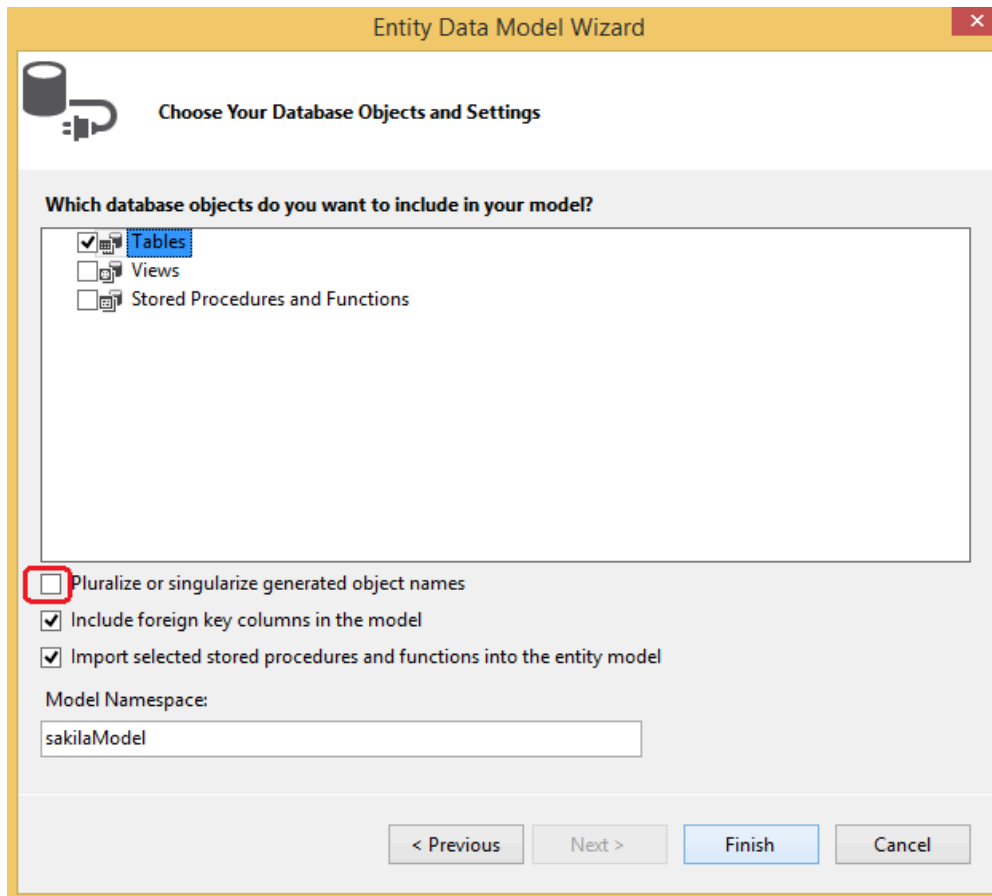 Entity Data Model Wizard
Choose Your Database Objects and Settings
Which database objects do you want to include in your model?
Tables
Views
Stored Procedures and Functions
Pluralize or singularize generated object names
Include foreign key columns in the model
Import selected stored procedures and functions into the entity model
Model Namespace:
sakilaModel
< Previous Next > Finish Cancel